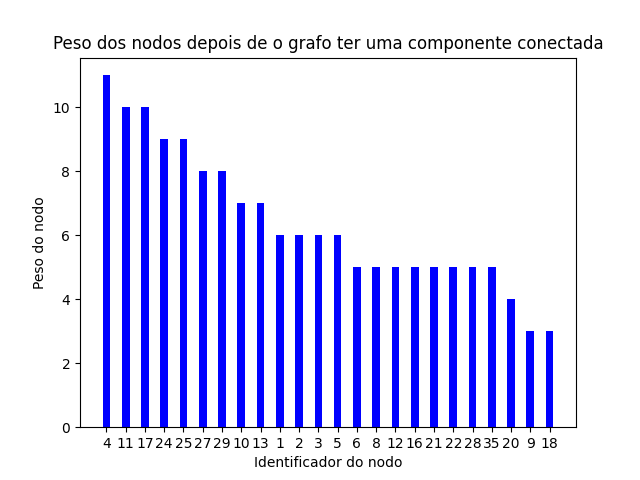 Peso dos nodos depois de o grafo ter uma componente conectada
10
8
6
4
2
0
Peso do nodo
4 11 17 24 25 27 29 10 13 1 2 3 5 6 8 12 16 21 22 28 35 20 9 18
Identificador do nodo